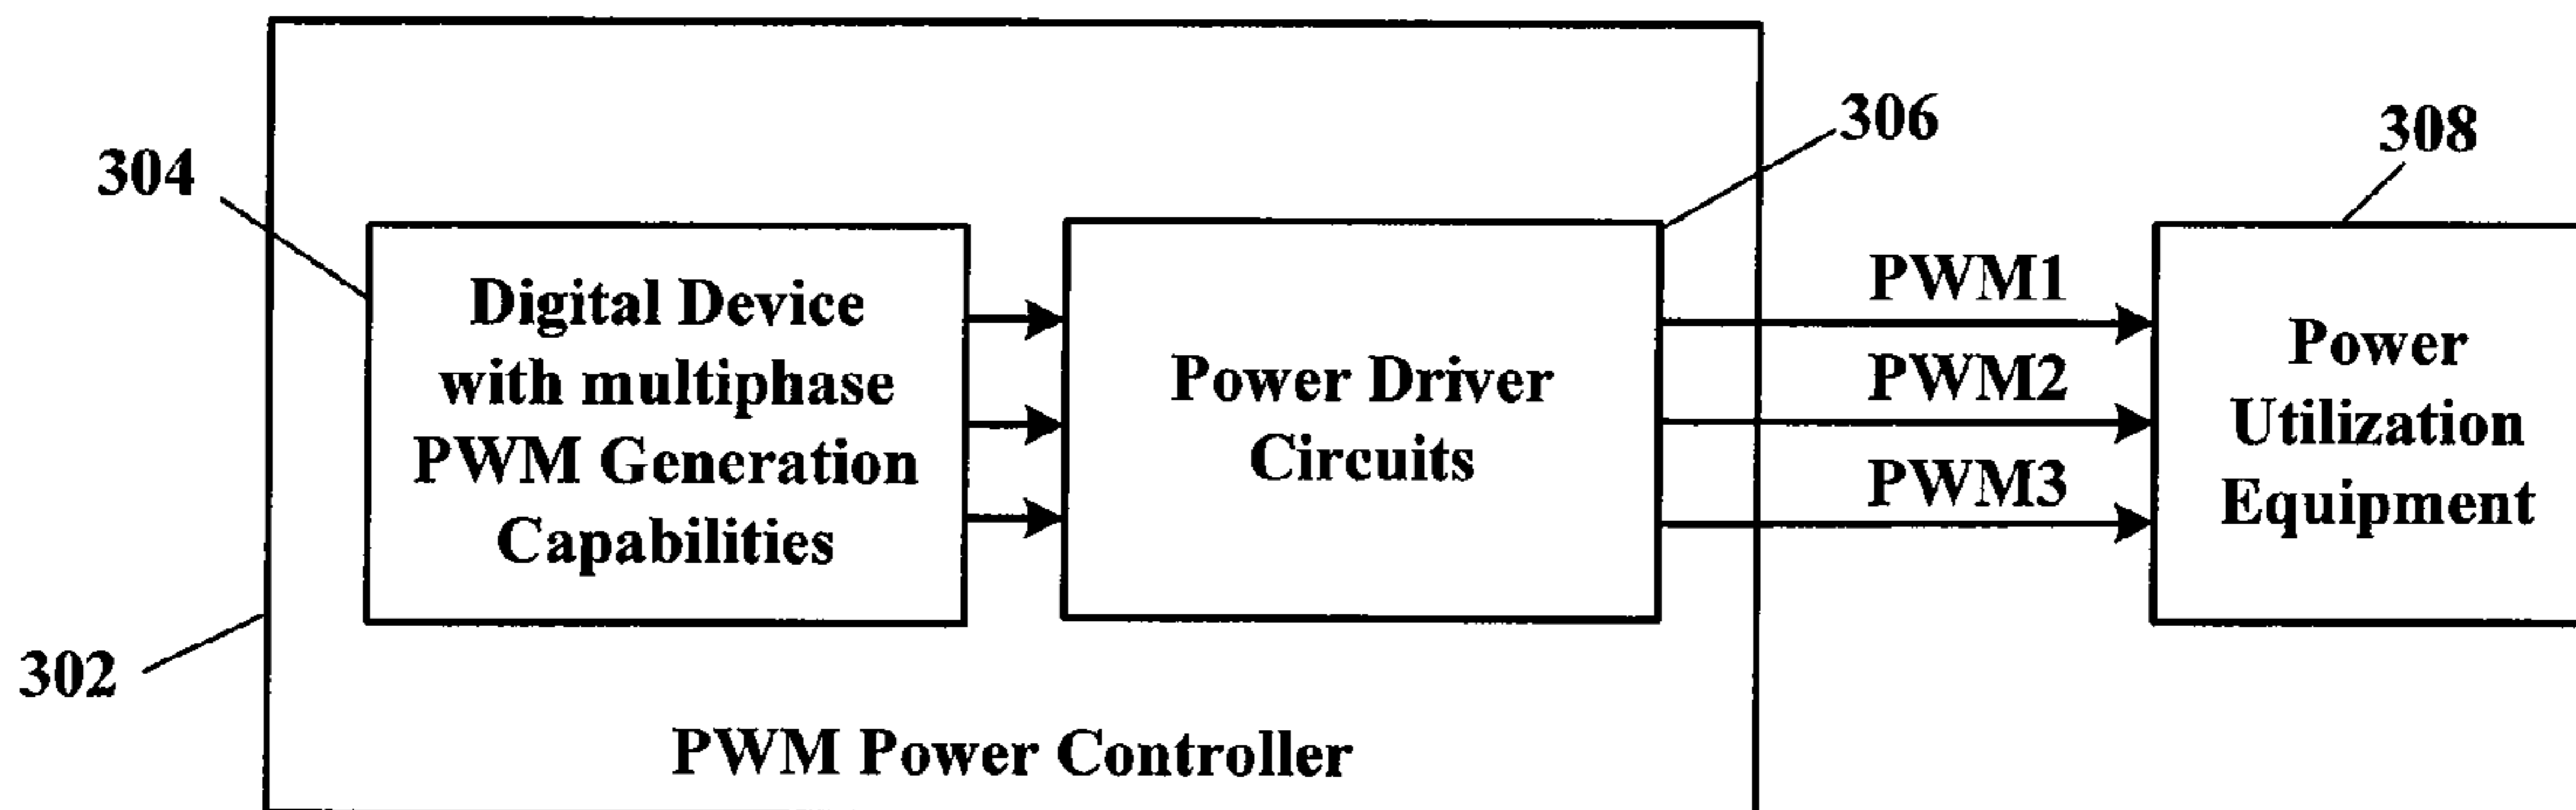 306
308
304
Digital Device
with multiphase
PWM Generation
Capabilities
Power Driver
Circuits
PWM1
PWM2
PWM3
Power
Utilization
Equipment
302
PWM Power Controller